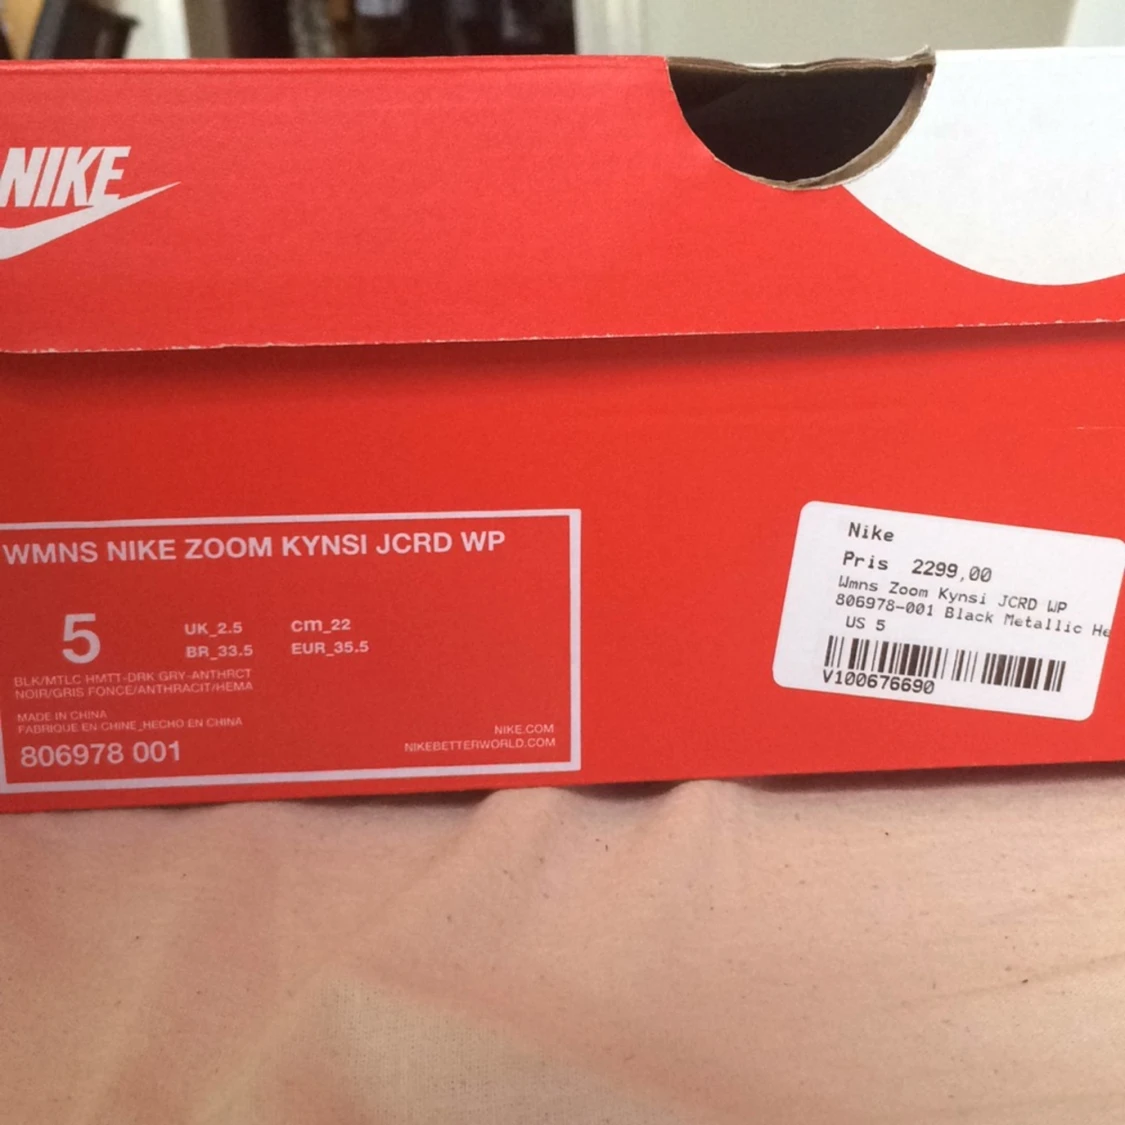 NIKE
WMNS NIKE ZOOM KYNSI JCRD WP
5
UK_2.5 cm_22
BR_33.5 EUR_35.5
BLK/MTLC HMTT-DRK GRY-ANTHRCT
NOIR/GRIS FONCE/ANTHRACIT/HEMA
MADE IN CHINA
FABRIQUE EN CHINE_HECHO EN CHINA
806978 001
NIKE.COM
NIKEBETTERWORLD.COM
Nike
Pris 2299,00
Wmns Zoom Kynsi JCRD WP
806978-001 Black Metallic He
US 5
V100676690